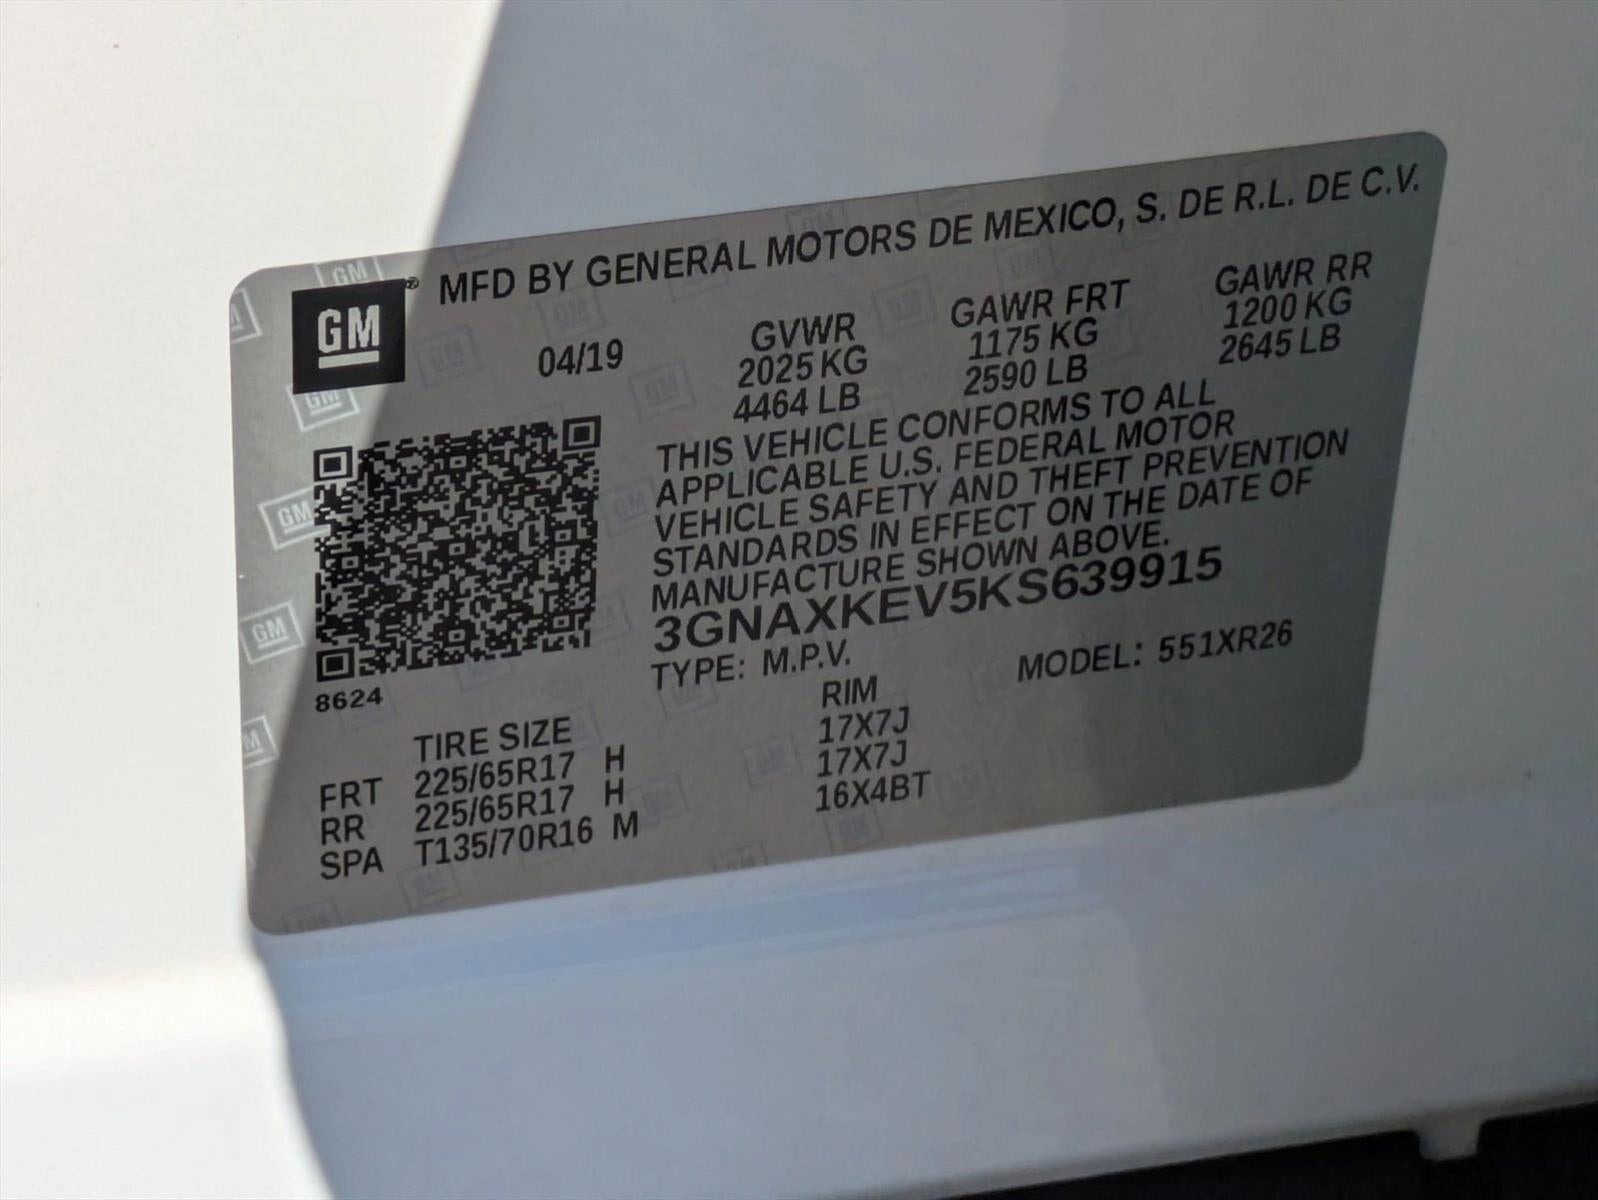 GM® MFD BY GENERAL MOTORS DE MEXICO, S. DE R.L. DE C.V.
04/19 GVWR GAWR FRT GAWR RR
2025 KG 1175 KG 1200 KG
4464 LB 2590 LB 2645 LB
THIS VEHICLE CONFORMS TO ALL
APPLICABLE U.S. FEDERAL MOTOR
VEHICLE SAFETY AND THEFT PREVENTION
STANDARDS IN EFFECT ON THE DATE OF
MANUFACTURE SHOWN ABOVE.
3GNAXKEV5KS639915
TYPE: M.P.V. MODEL: 551XR26
8624
TIRE SIZE RIM
FRT 225/65R17 H 17X7J
RR 225/65R17 H 17X7J
SPA T135/70R16 M 16X4BT